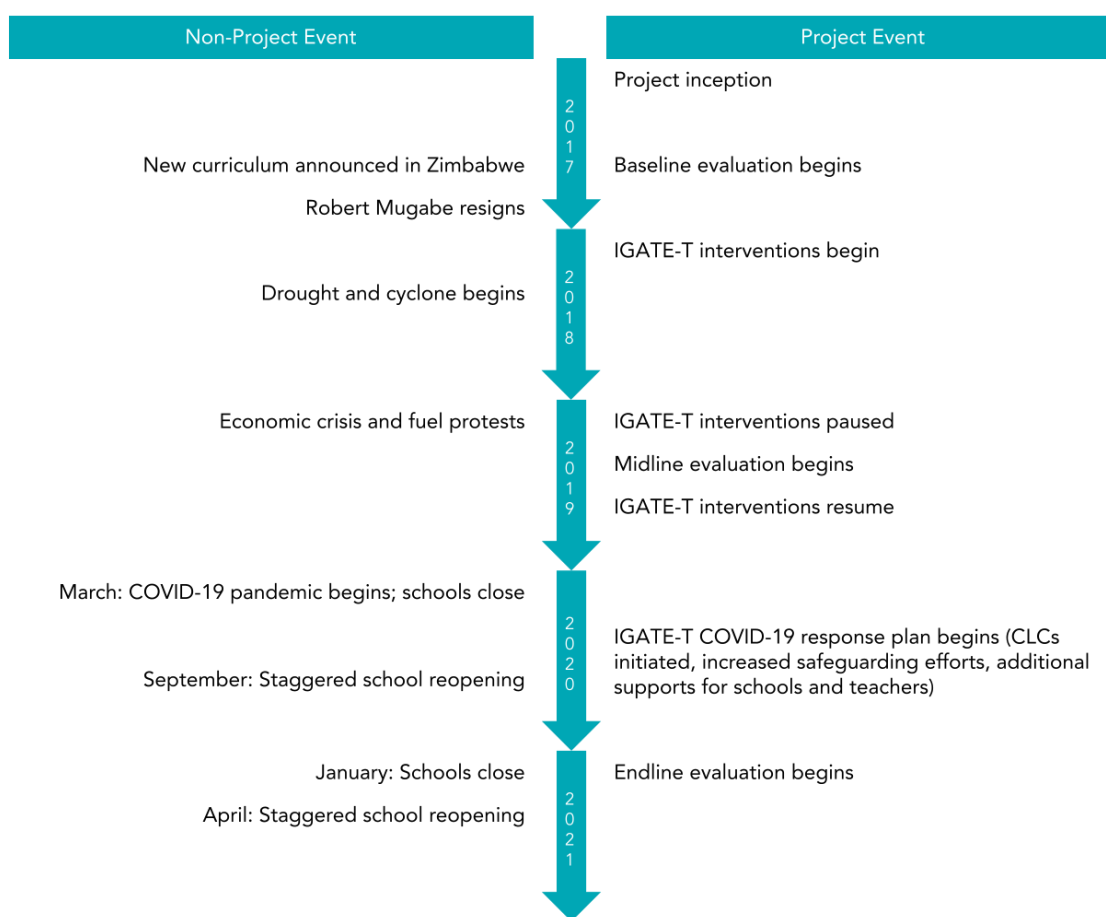 Non-Project Event
Project Event
Project inception
2017
New curriculum announced in Zimbabwe
Baseline evaluation begins
Robert Mugabe resigns
IGATE-T interventions begin
2018
Drought and cyclone begins
Economic crisis and fuel protests
IGATE-T interventions paused
2019
Midline evaluation begins
IGATE-T interventions resume
March: COVID-19 pandemic begins; schools close
2020
IGATE-T COVID-19 response plan begins (CLCs
initiated, increased safeguarding efforts, additional
supports for schools and teachers)
September: Staggered school reopening
January: Schools close
Endline evaluation begins
2021
April: Staggered school reopening